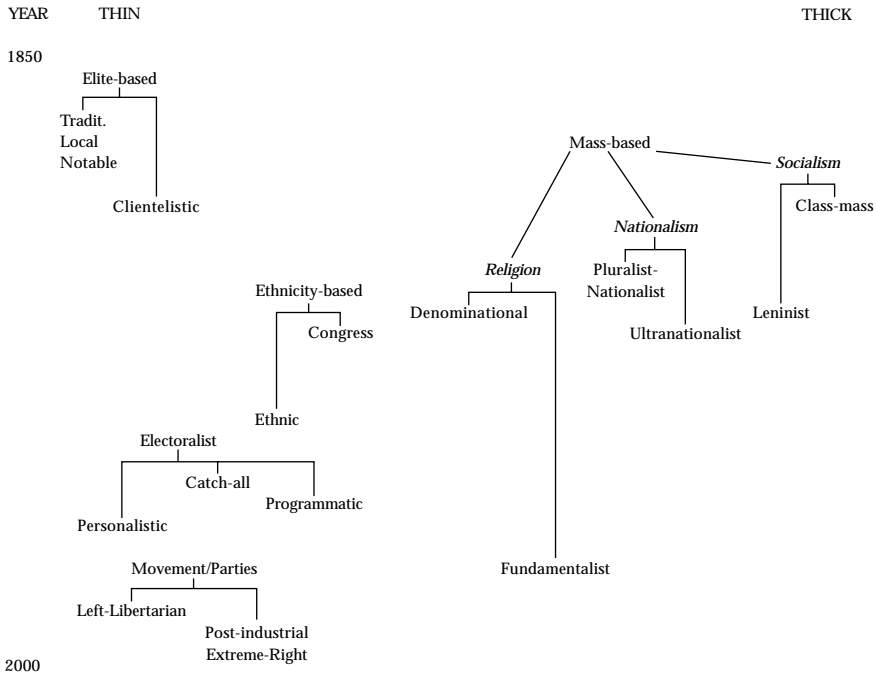 YEAR THIN THICK
1850
Elite-based
Tradit.
Local
Notable
Clientelistic
Mass-based
Socialism
Class-mass
Nationalism
Pluralist-
Nationalist
Religion
Denominational
Leninist
Ultranationalist
Ethnicity-based
Congress
Ethnic
Electoralist
Catch-all
Programmatic
Personalistic
Movement/Parties
Fundamentalist
Left-Libertarian
Post-industrial
Extreme-Right
2000